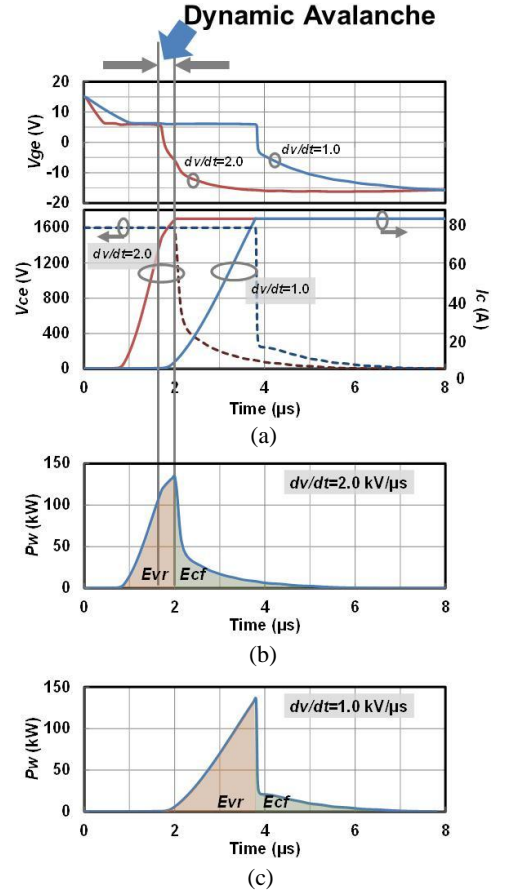 Dynamic Avalanche
20
10
0
-10
-20
Vge (V)
dv/dt=2.0
dv/dt=1.0
1600
1200
800
400
0
Vce (V)
dv/dt=2.0
dv/dt=1.0
80
60
40
20
0
Ic (A)
0 2 4 6 8
Time (µs)
(a)
150
100
50
0
Pw (kW)
dv/dt=2.0 kV/µs
Evr Ecf
0 2 4 6 8
Time (µs)
(b)
150
100
50
0
Pw (kW)
dv/dt=1.0 kV/µs
Evr Ecf
0 2 4 6 8
Time (µs)
(c)